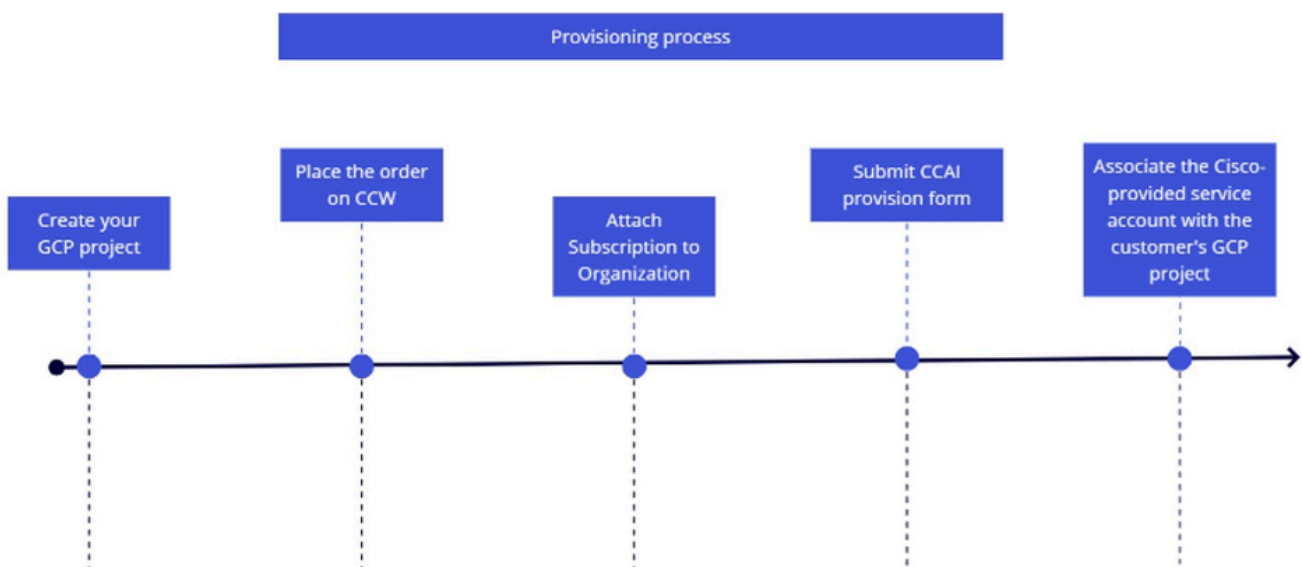 Provisioning process
Create your
GCP project
Place the order
on CCW
Attach
Subscription to
Organization
Submit CCAI
provision form
Associate the Cisco-
provided service
account with the
customer's GCP
project